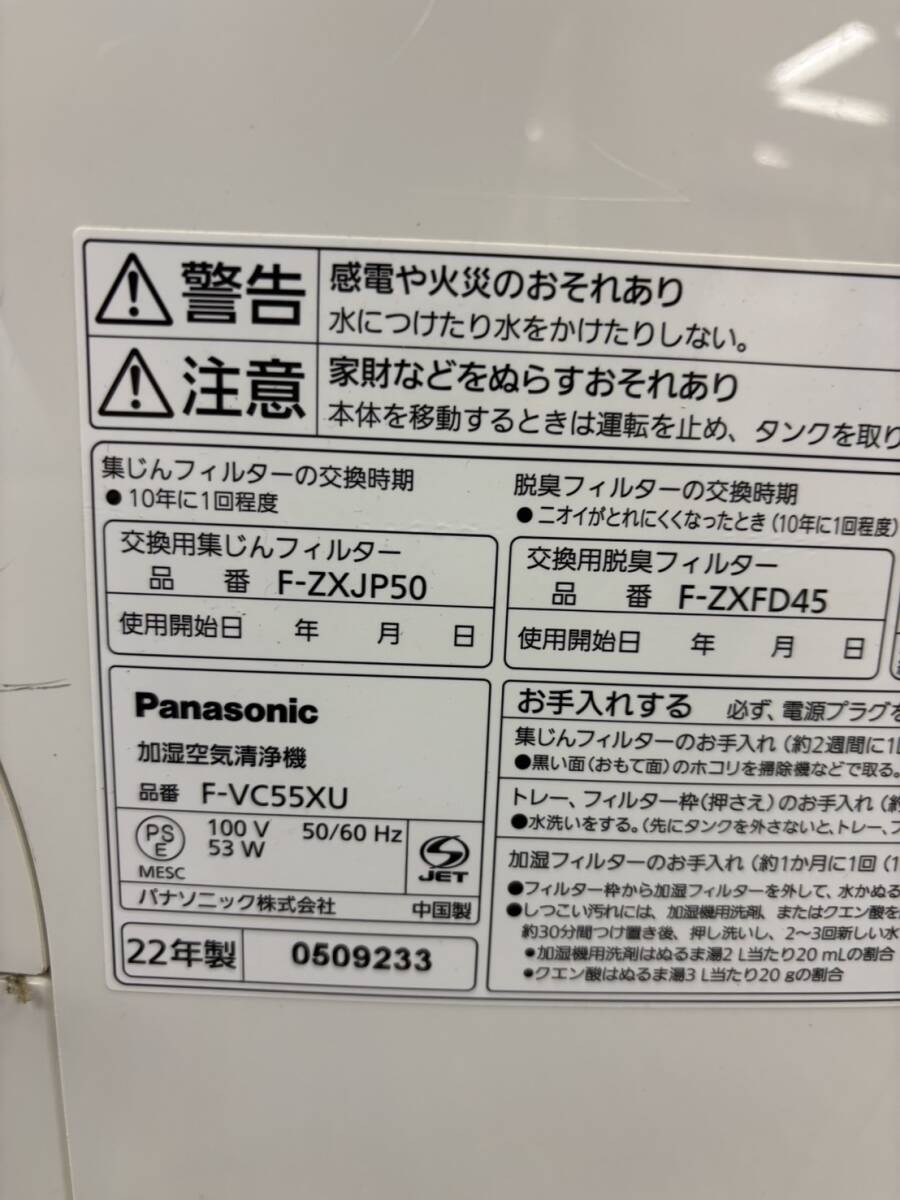 警告
感電や火災のおそれあり
水につけたり水をかけたりしない。
注意
家財などをぬらすおそれあり
本体を移動するときは運転を止め、タンクを取り
集じんフィルターの交換時期
●10年に1回程度
交換用集じんフィルター
品 番 F-ZXJP50
使用開始日 年 月 日
脱臭フィルターの交換時期
●ニオイがとれにくくなったとき(10年に1回程度)
交換用脱臭フィルター
品 番 F-ZXFD45
使用開始日 年 月 日
Panasonic
加湿空気清浄機
品番 F-VC55XU
PS E
MESC
100 V 50/60 Hz
53 W
S
JET
パナソニック株式会社 中国製
22年製 0509233
お手入れする 必ず、電源プラグを
集じんフィルターのお手入れ(約2週間に1回
●黒い面(おもて面)のホコリを掃除機などで取る。
トレー、フィルター枠(押さえ)のお手入れ(約
●水洗いをする。(先にタンクを外さないと、トレー、フ
加湿フィルターのお手入れ(約1か月に1回(1
●フィルター枠から加湿フィルターを外して、水かぬる
●しつこい汚れには、加湿機用洗剤、またはクエン酸を
約30分間つけ置き後、押し洗いし、2~3回新しい水
●加湿機用洗剤はぬるま湯2 L当たり20 mLの割合
●クエン酸はぬるま湯3 L当たり20 gの割合